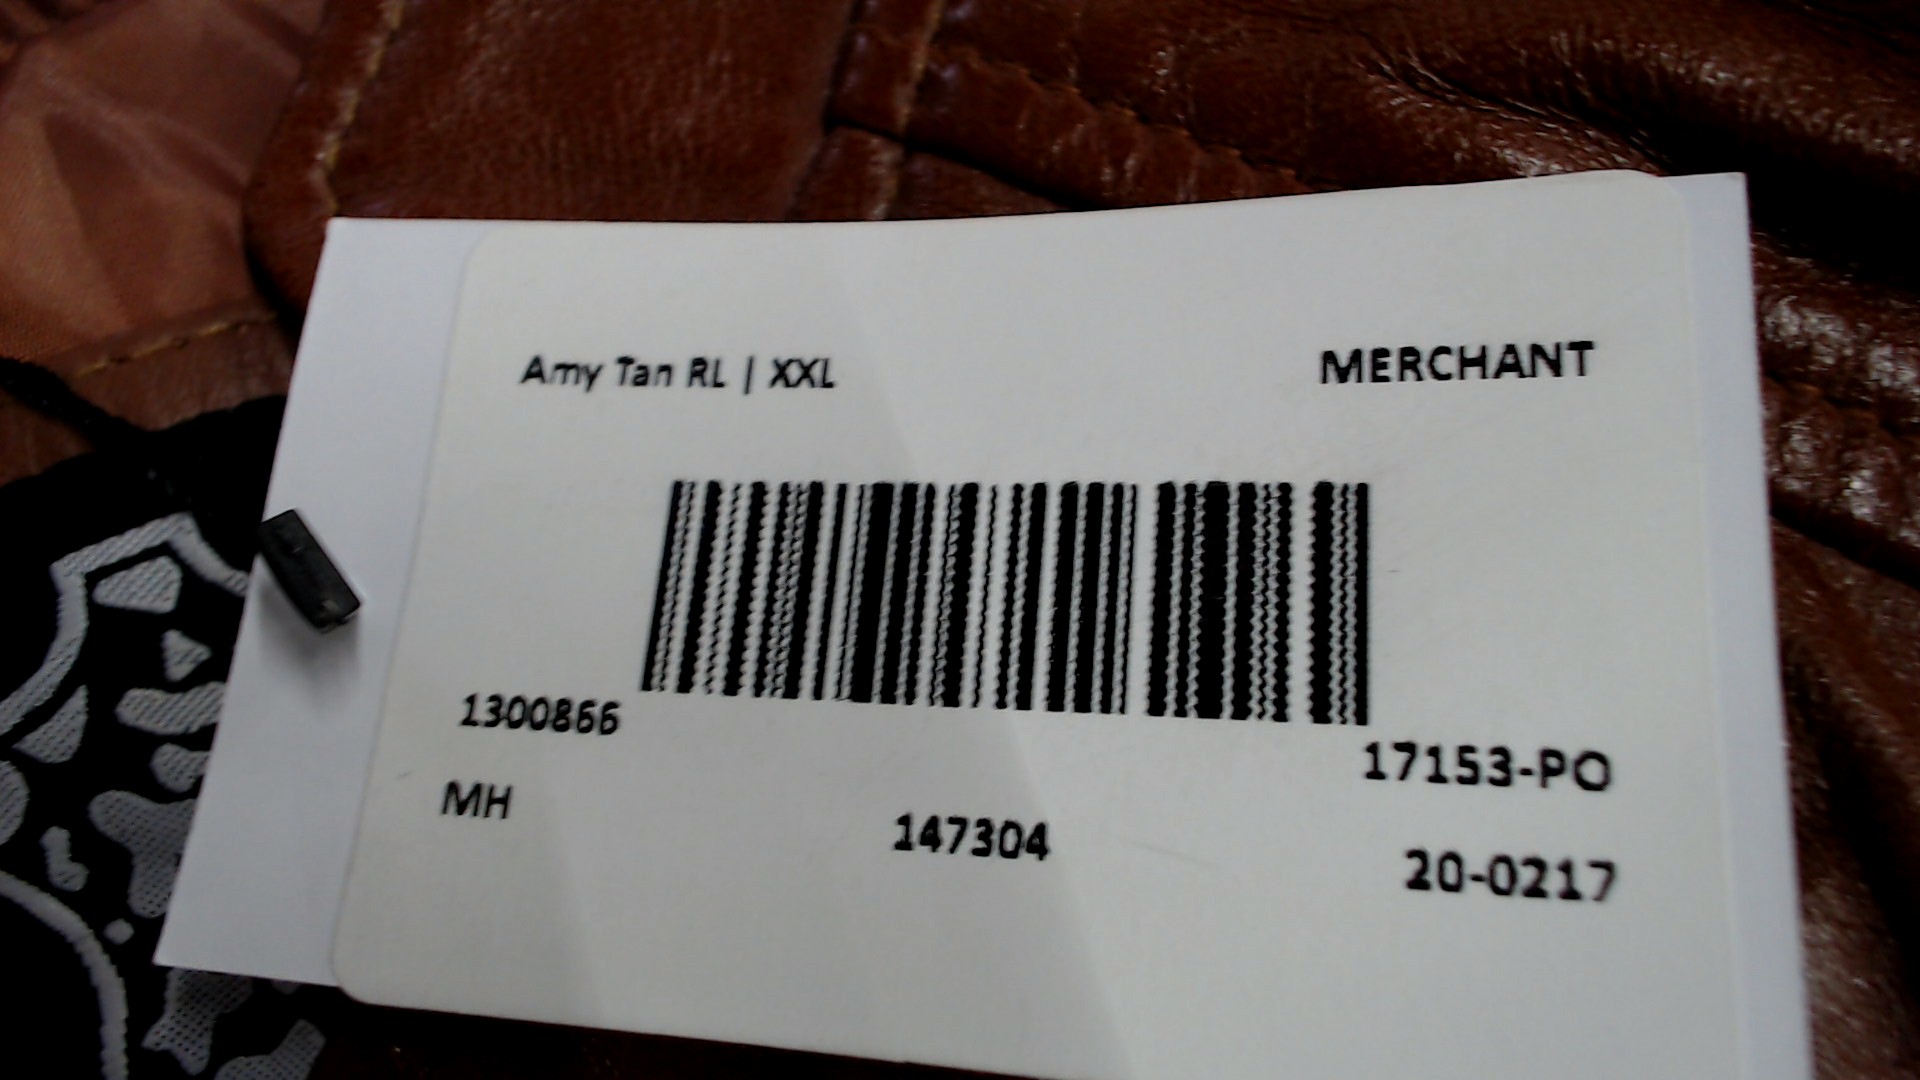 Amy Tan RL | XXL
MERCHANT
1300866
17153-PO
MH
147304
20-0217